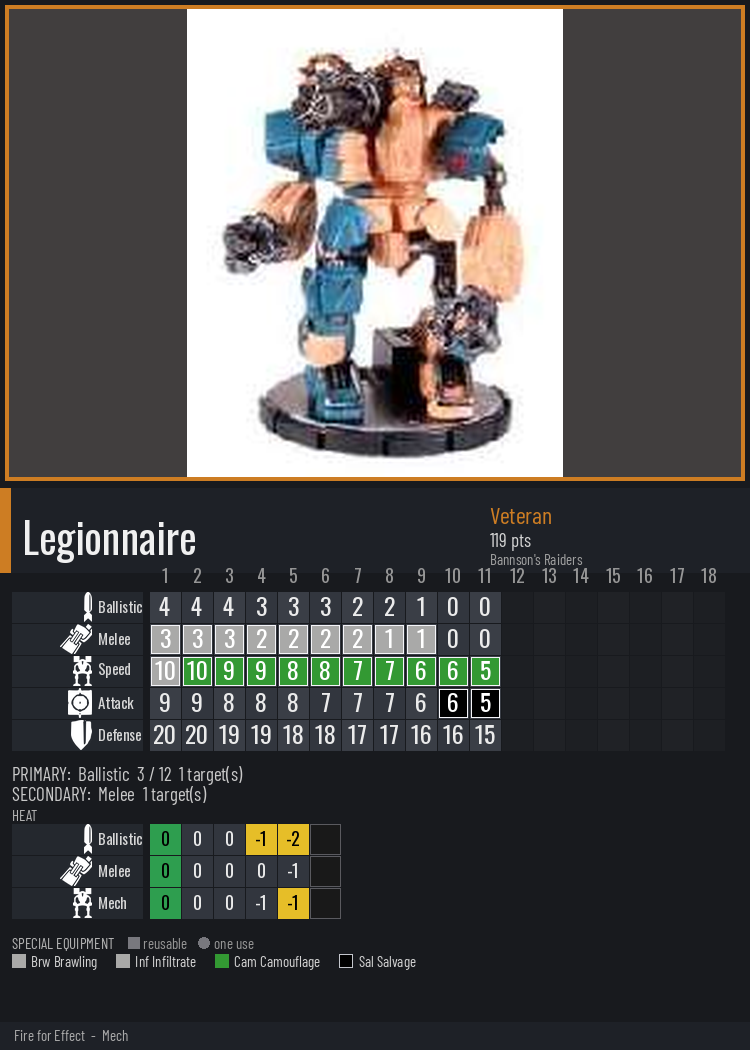 Legionnaire
Veteran
119 pts
Bannson's Raiders
1 2 3 4 5 6 7 8 9 10 11 12 13 14 15 16 17 18
Ballistic 4 4 4 3 3 3 2 2 1 0 0
Melee 3 3 3 2 2 2 2 1 1 0 0
Speed 10 10 9 9 8 8 7 7 6 6 5
Attack 9 9 8 8 8 7 7 7 6 6 5
Defense 20 20 19 19 18 18 17 17 16 16 15
PRIMARY: Ballistic 3 / 12 1 target(s)
SECONDARY: Melee 1 target(s)
HEAT
Ballistic 0 0 0 -1 -2
Melee 0 0 0 0 -1
Mech 0 0 0 -1 -1
SPECIAL EQUIPMENT reusable one use
Brw Brawling Inf Infiltrate Cam Camouflage Sal Salvage
Fire for Effect - Mech